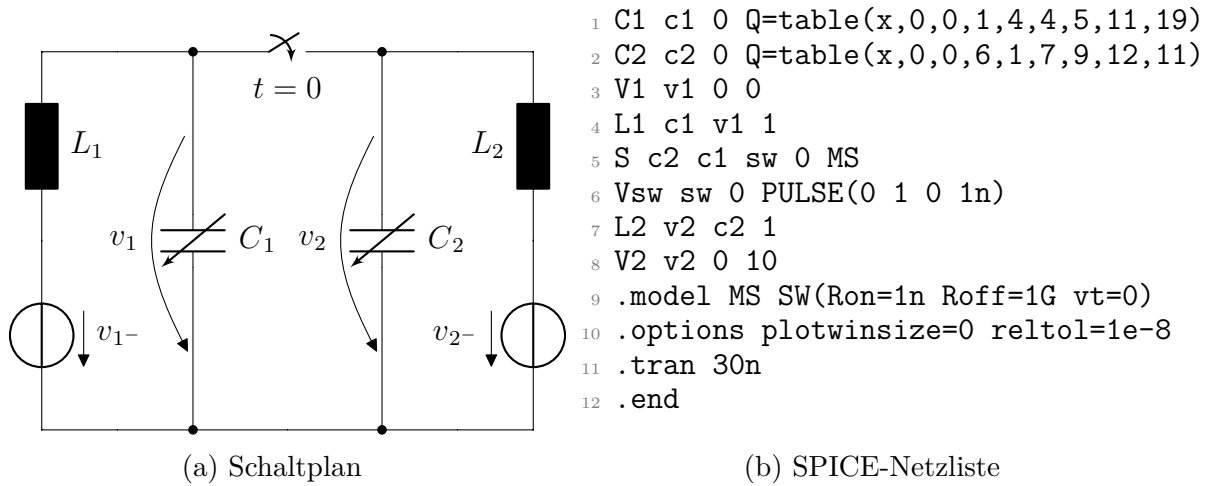 t = 0
L₁
L₂
v₁
C₁
v₂
C₂
v₁₋
v₂₋
(a) Schaltplan
1 C1 c1 0 Q=table(x,0,0,1,4,4,5,11,19)
2 C2 c2 0 Q=table(x,0,0,6,1,7,9,12,11)
3 V1 v1 0 0
4 L1 c1 v1 1
5 S c2 c1 sw 0 MS
6 Vsw sw 0 PULSE(0 1 0 1n)
7 L2 v2 c2 1
8 V2 v2 0 10
9 .model MS SW(Ron=1n Roff=1G vt=0)
10 .options plotwinsize=0 reltol=1e-8
11 .tran 30n
12 .end
(b) SPICE-Netzliste